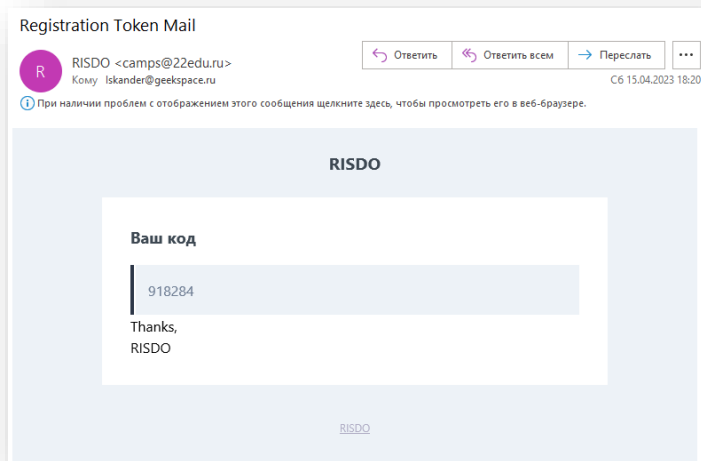 Registration Token Mail
R
RISDO <camps@22edu.ru>
Кому Iskander@geekspace.ru
Ответить
Ответить всем
Переслать
...
Сб 15.04.2023 18:20
При наличии проблем с отображением этого сообщения щелкните здесь, чтобы просмотреть его в веб-браузере.
RISDO
Ваш код
918284
Thanks,
RISDO
RISDO